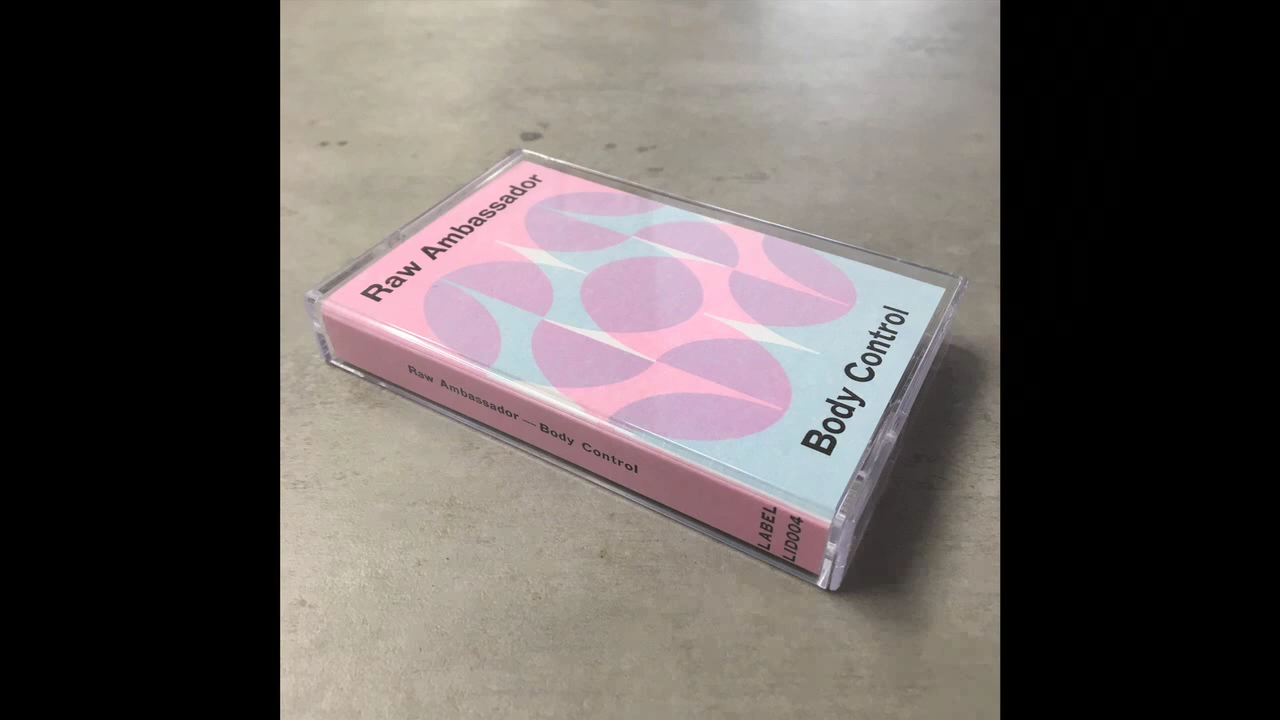 Raw Ambassador
Body Control
Raw Ambassador — Body Control
LABEL
LID004